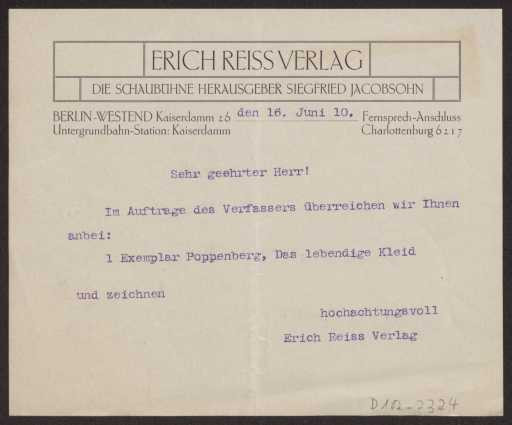 ERICH REISS VERLAG
DIE SCHAUBÜHNE HERAUSGEBER SIEGFRIED JACOBSOHN
BERLIN-WESTEND Kaiserdamm 26 den 16. Juni 10. Fernsprech-Anschluss
Untergrundbahn-Station: Kaiserdamm Charlottenburg 6217
Sehr geehrter Herr!
Im Auftrage des Verfassers überreichen wir Ihnen
anbei:
1 Exemplar Poppenberg, Das lebendige Kleid
und zeichnen
hochachtungsvoll
Erich Reiss Verlag
D102-2324